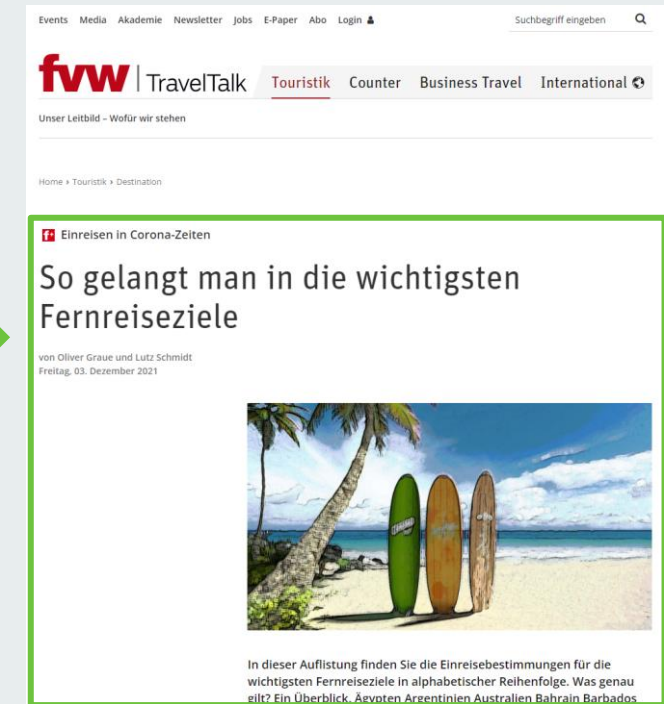 Events Media Akademie Newsletter Jobs E-Paper Abo Login Suchbegriff eingeben
fvw | TravelTalk Touristik Counter Business Travel International
Unser Leitbild – Wofür wir stehen
Home › Touristik › Destination
f+ Einreisen in Corona-Zeiten
So gelangt man in die wichtigsten
Fernreiseziele
von Oliver Graue und Lutz Schmidt
Freitag, 03. Dezember 2021
In dieser Auflistung finden Sie die Einreisebestimmungen für die
wichtigsten Fernreiseziele in alphabetischer Reihenfolge. Was genau
gilt? Ein Überblick. Ägypten Argentinien Australien Bahrain Barbados